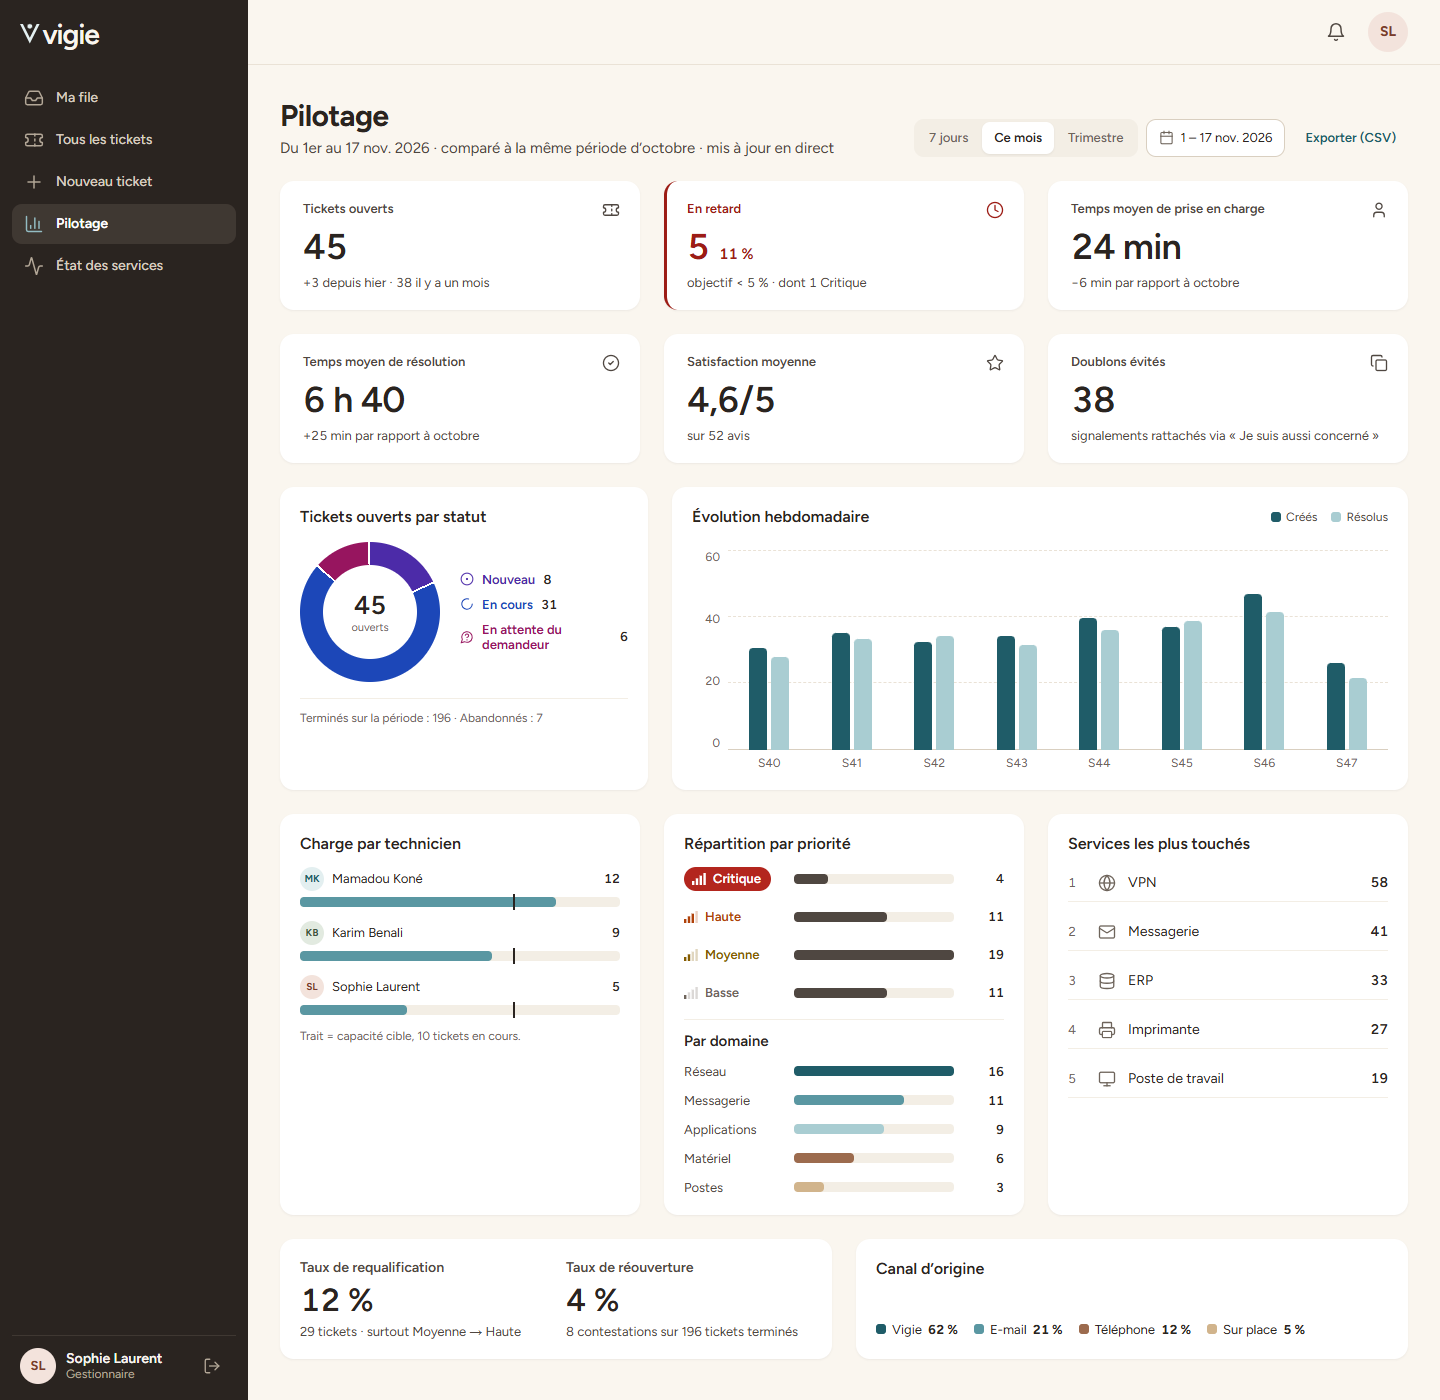 vigie
Ma file
Tous les tickets
Nouveau ticket
Pilotage
État des services
SL
Pilotage
Du 1er au 17 nov. 2026 · comparé à la même période d’octobre · mis à jour en direct
7 jours
Ce mois
Trimestre
1 – 17 nov. 2026
Exporter (CSV)
Tickets ouverts
45
+3 depuis hier · 38 il y a un mois
En retard
5 11 %
objectif < 5 % · dont 1 Critique
Temps moyen de prise en charge
24 min
−6 min par rapport à octobre
Temps moyen de résolution
6 h 40
+25 min par rapport à octobre
Satisfaction moyenne
4,6/5
sur 52 avis
Doublons évités
38
signalements rattachés via « Je suis aussi concerné »
Tickets ouverts par statut
45
ouverts
Nouveau 8
En cours 31
En attente du
demandeur
6
Terminés sur la période : 196 · Abandonnés : 7
Évolution hebdomadaire
Créés
Résolus
60
40
20
0
S40
S41
S42
S43
S44
S45
S46
S47
Charge par technicien
MK Mamadou Koné 12
KB Karim Benali 9
SL Sophie Laurent 5
Trait = capacité cible, 10 tickets en cours.
Répartition par priorité
Critique 4
Haute 11
Moyenne 19
Basse 11
Par domaine
Réseau 16
Messagerie 11
Applications 9
Matériel 6
Postes 3
Services les plus touchés
1 VPN 58
2 Messagerie 41
3 ERP 33
4 Imprimante 27
5 Poste de travail 19
Taux de requalification
12 %
29 tickets · surtout Moyenne → Haute
Taux de réouverture
4 %
8 contestations sur 196 tickets terminés
Canal d’origine
Vigie 62 %
E-mail 21 %
Téléphone 12 %
Sur place 5 %
SL
Sophie Laurent
Gestionnaire